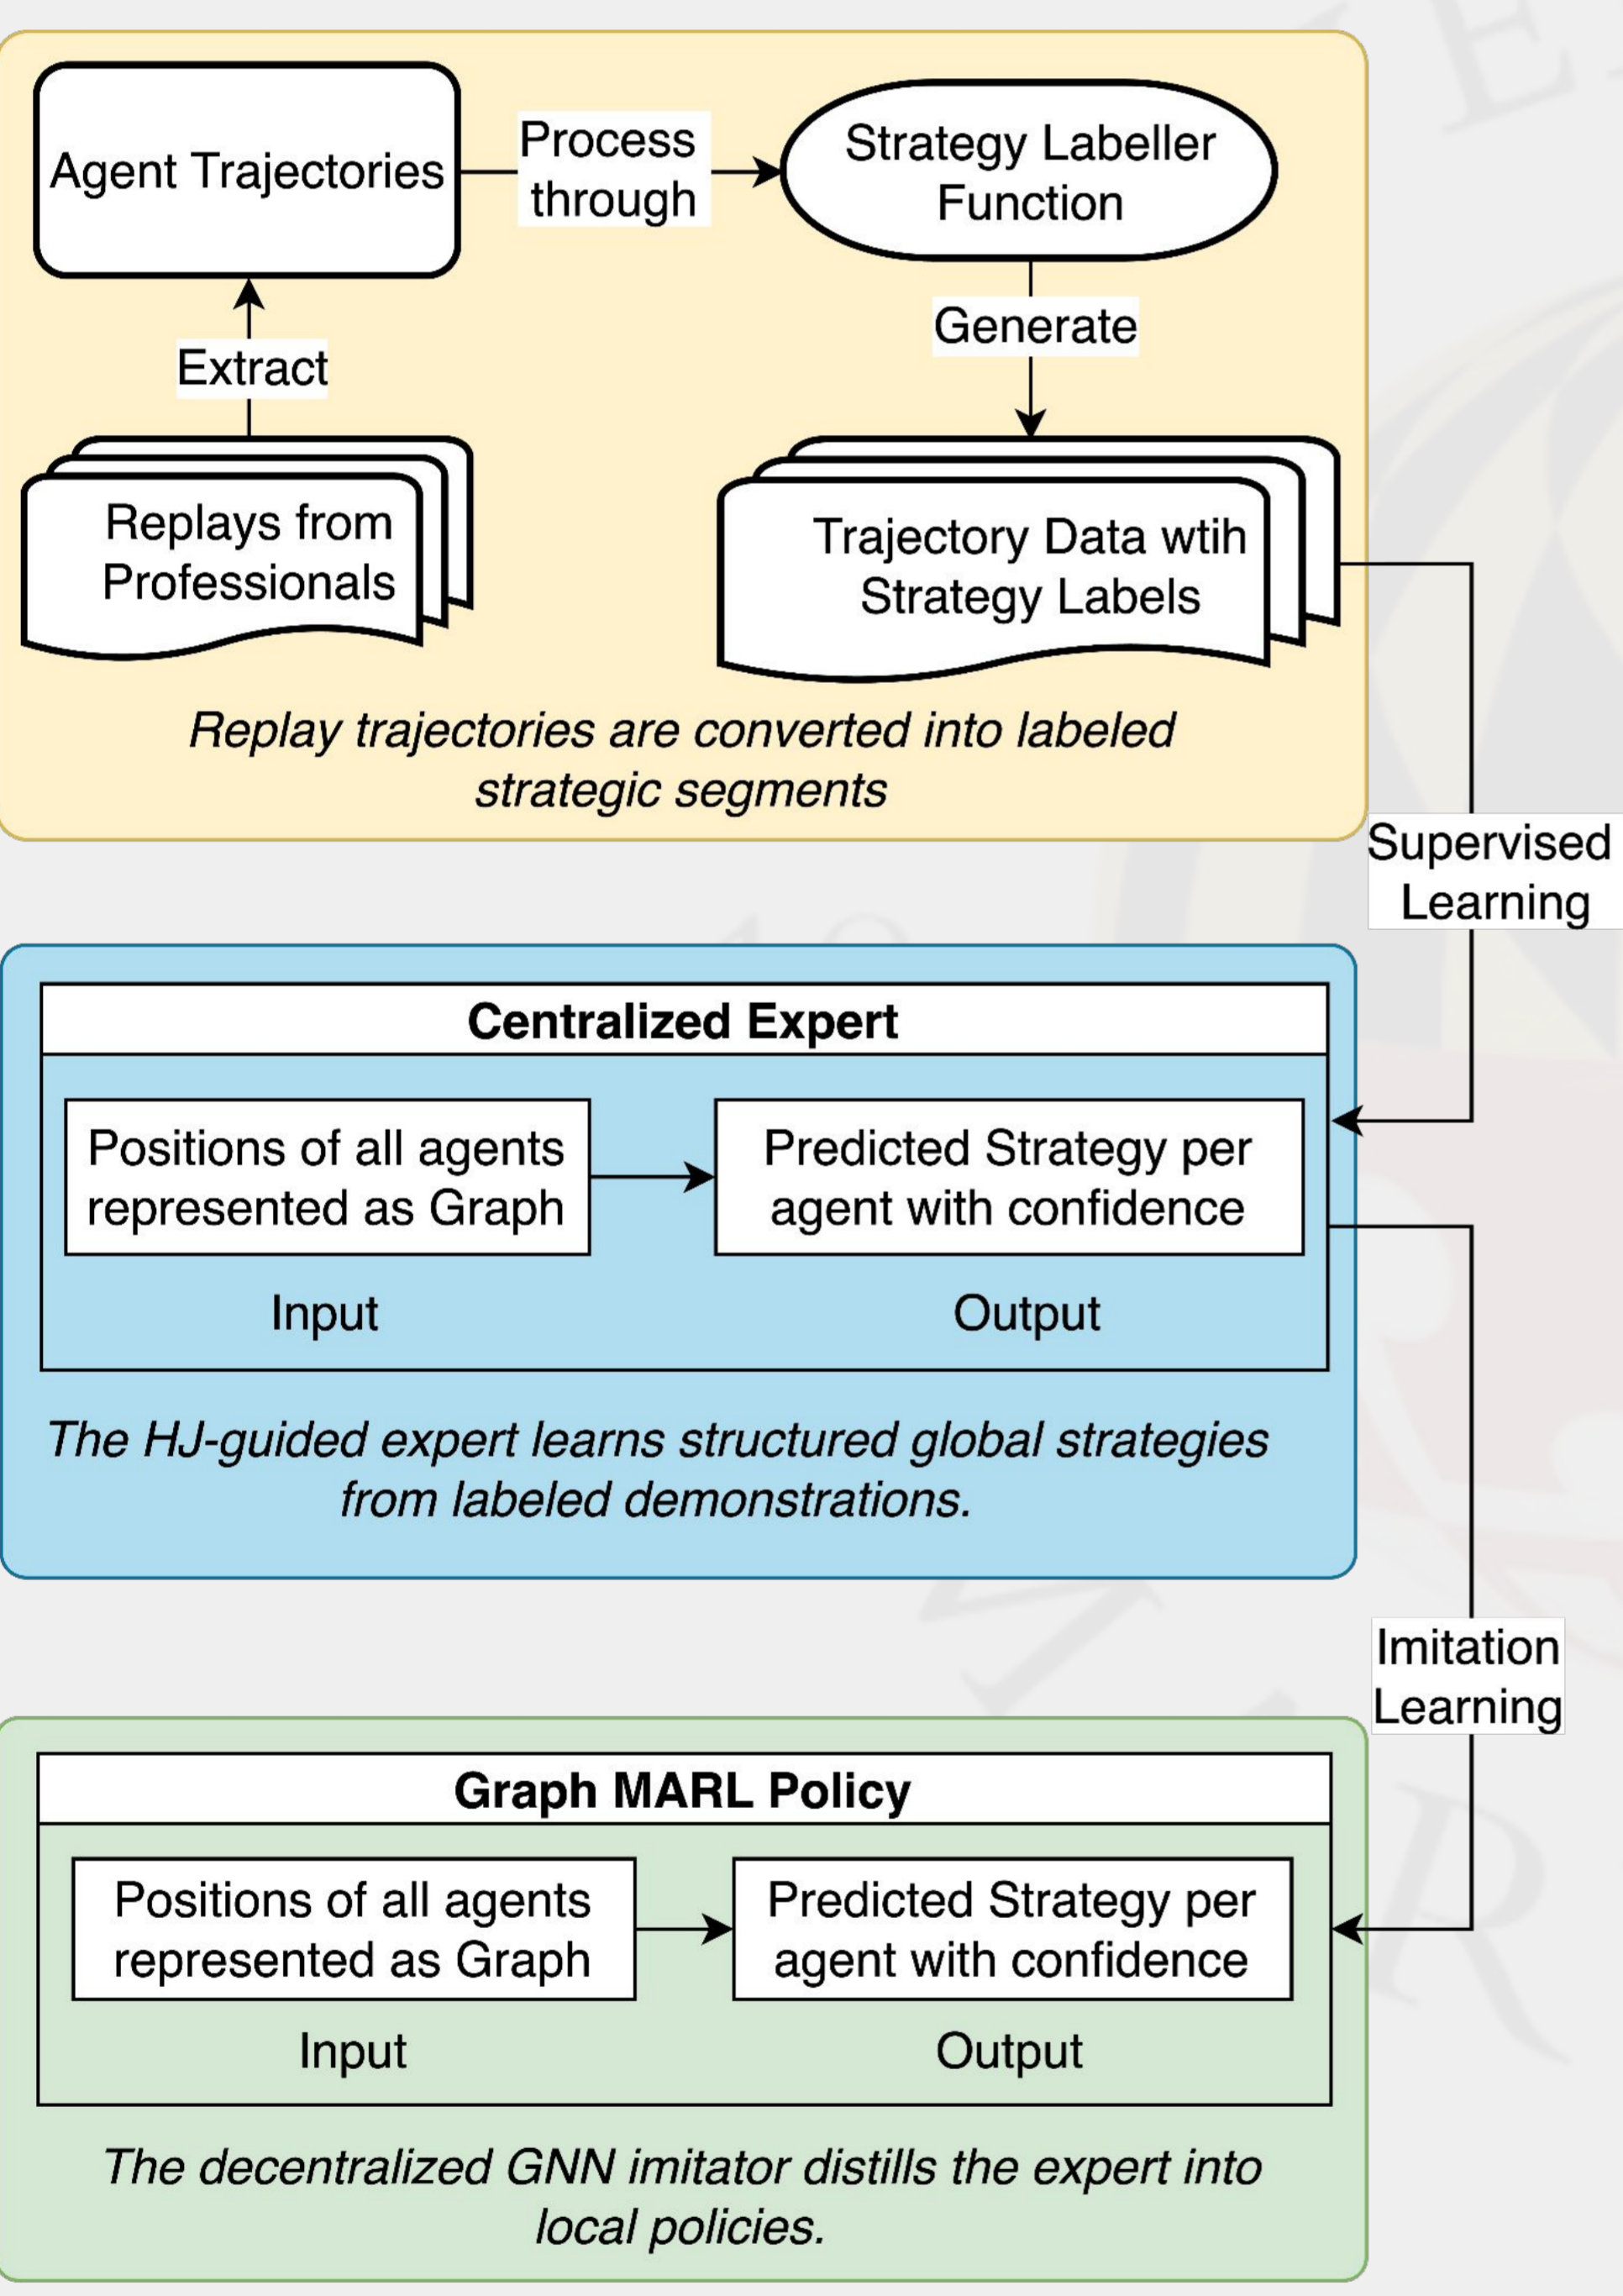 Agent Trajectories
Process
through
Strategy Labeller
Function
Extract
Generate
Replays from
Professionals
Trajectory Data wtih
Strategy Labels
Replay trajectories are converted into labeled
strategic segments
Supervised
Learning
Centralized Expert
Positions of all agents
represented as Graph
Predicted Strategy per
agent with confidence
Input
Output
The HJ-guided expert learns structured global strategies
from labeled demonstrations.
Imitation
Learning
Graph MARL Policy
Positions of all agents
represented as Graph
Predicted Strategy per
agent with confidence
Input
Output
The decentralized GNN imitator distills the expert into
local policies.